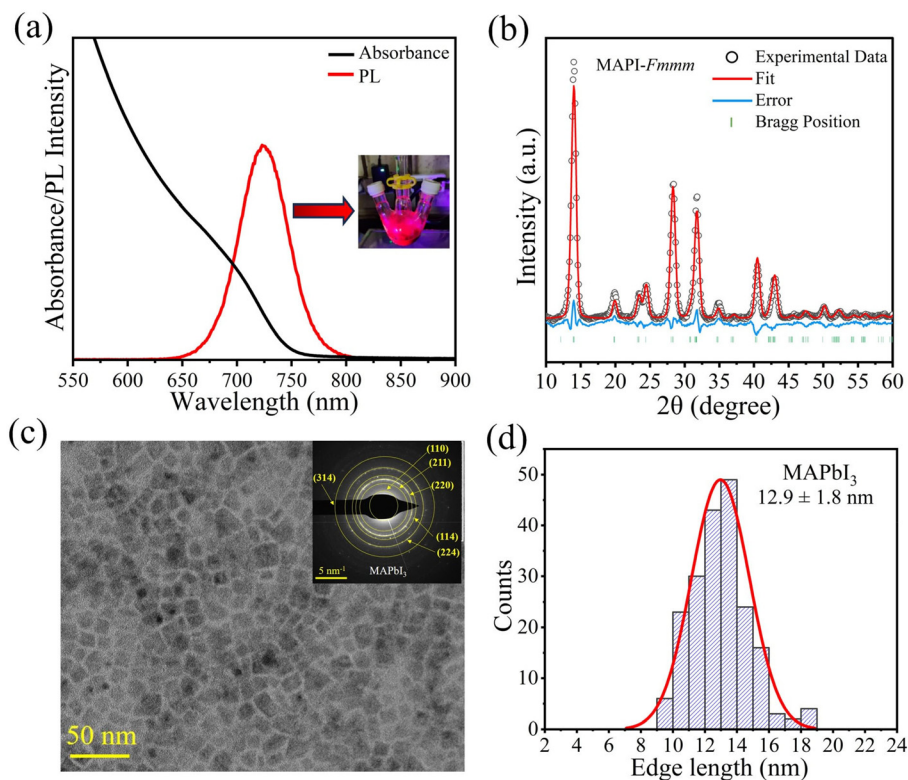 (a)
Absorbance
PL
Absorbance/PL Intensity
550 600 650 700 750 800 850 900
Wavelength (nm)
(b)
MAPI-Fmmm
Experimental Data
Fit
Error
Bragg Position
Intensity (a.u.)
10 15 20 25 30 35 40 45 50 55 60
2θ (degree)
(c)
(110)
(211)
(314)
(220)
(114)
(224)
5 nm⁻¹
MAPbI₃
50 nm
(d)
MAPbI₃
12.9 ± 1.8 nm
Counts
50
40
30
20
10
0
2 4 6 8 10 12 14 16 18 20 22 24
Edge length (nm)